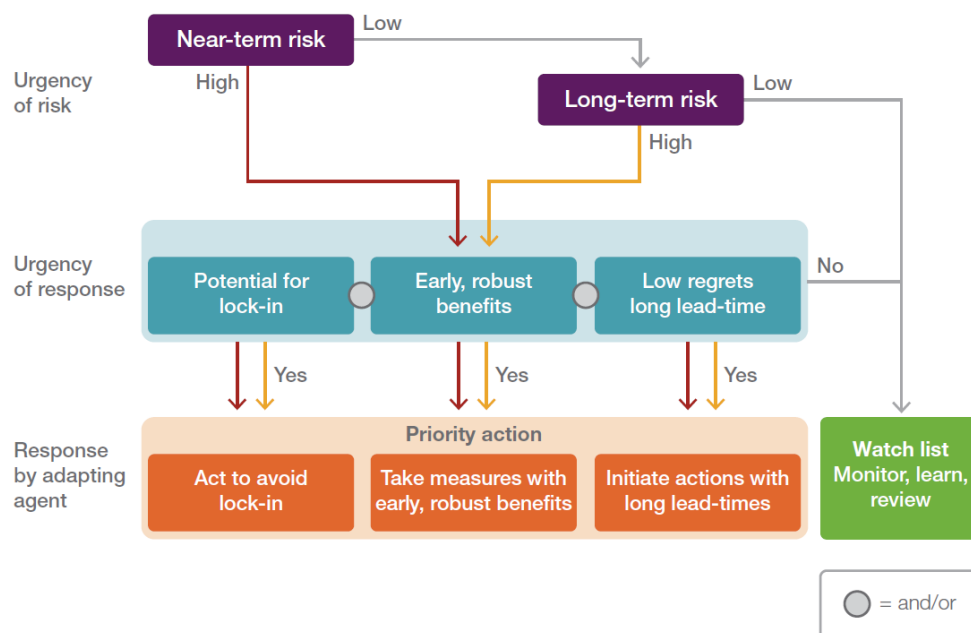 Near-term risk
Low
Urgency
of risk
High
Long-term risk
Low
High
Urgency
of response
Potential for
lock-in
Early, robust
benefits
Low regrets
long lead-time
No
Yes
Yes
Yes
Response
by adapting
agent
Priority action
Act to avoid
lock-in
Take measures with
early, robust benefits
Initiate actions with
long lead-times
Watch list
Monitor, learn,
review
= and/or